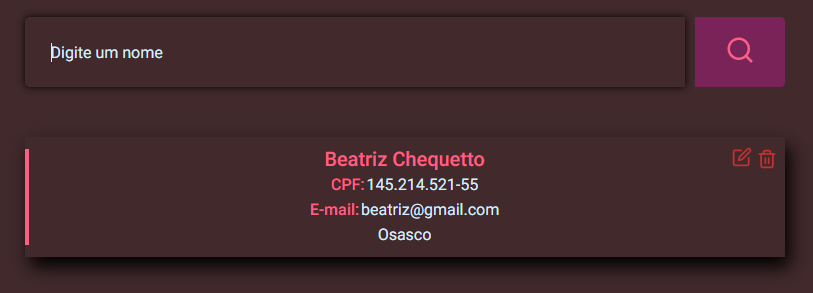 Digite um nome
Beatriz Chequetto
CPF: 145.214.521-55
E-mail: beatriz@gmail.com
Osasco